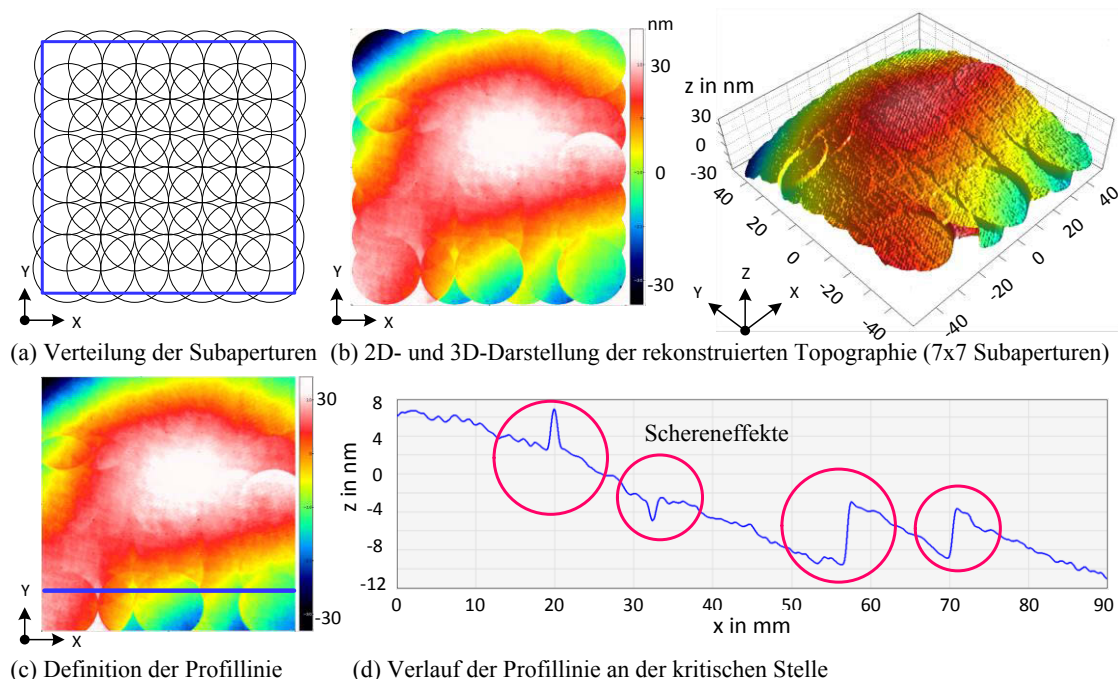 Y
X
(a) Verteilung der Subaperturen
nm
30
0
-30
Y
X
z in nm
30
0
-30
40
20
0
-20
-40
40
20
0
-20
-40
Y
Z
X
(b) 2D- und 3D-Darstellung der rekonstruierten Topographie (7x7 Subaperturen)
30
-30
Y
X
(c) Definition der Profillinie
8
4
0
-4
-8
-12
z in nm
Schereneffekte
0 10 20 30 40 50 60 70 80 90
x in mm
(d) Verlauf der Profillinie an der kritischen Stelle